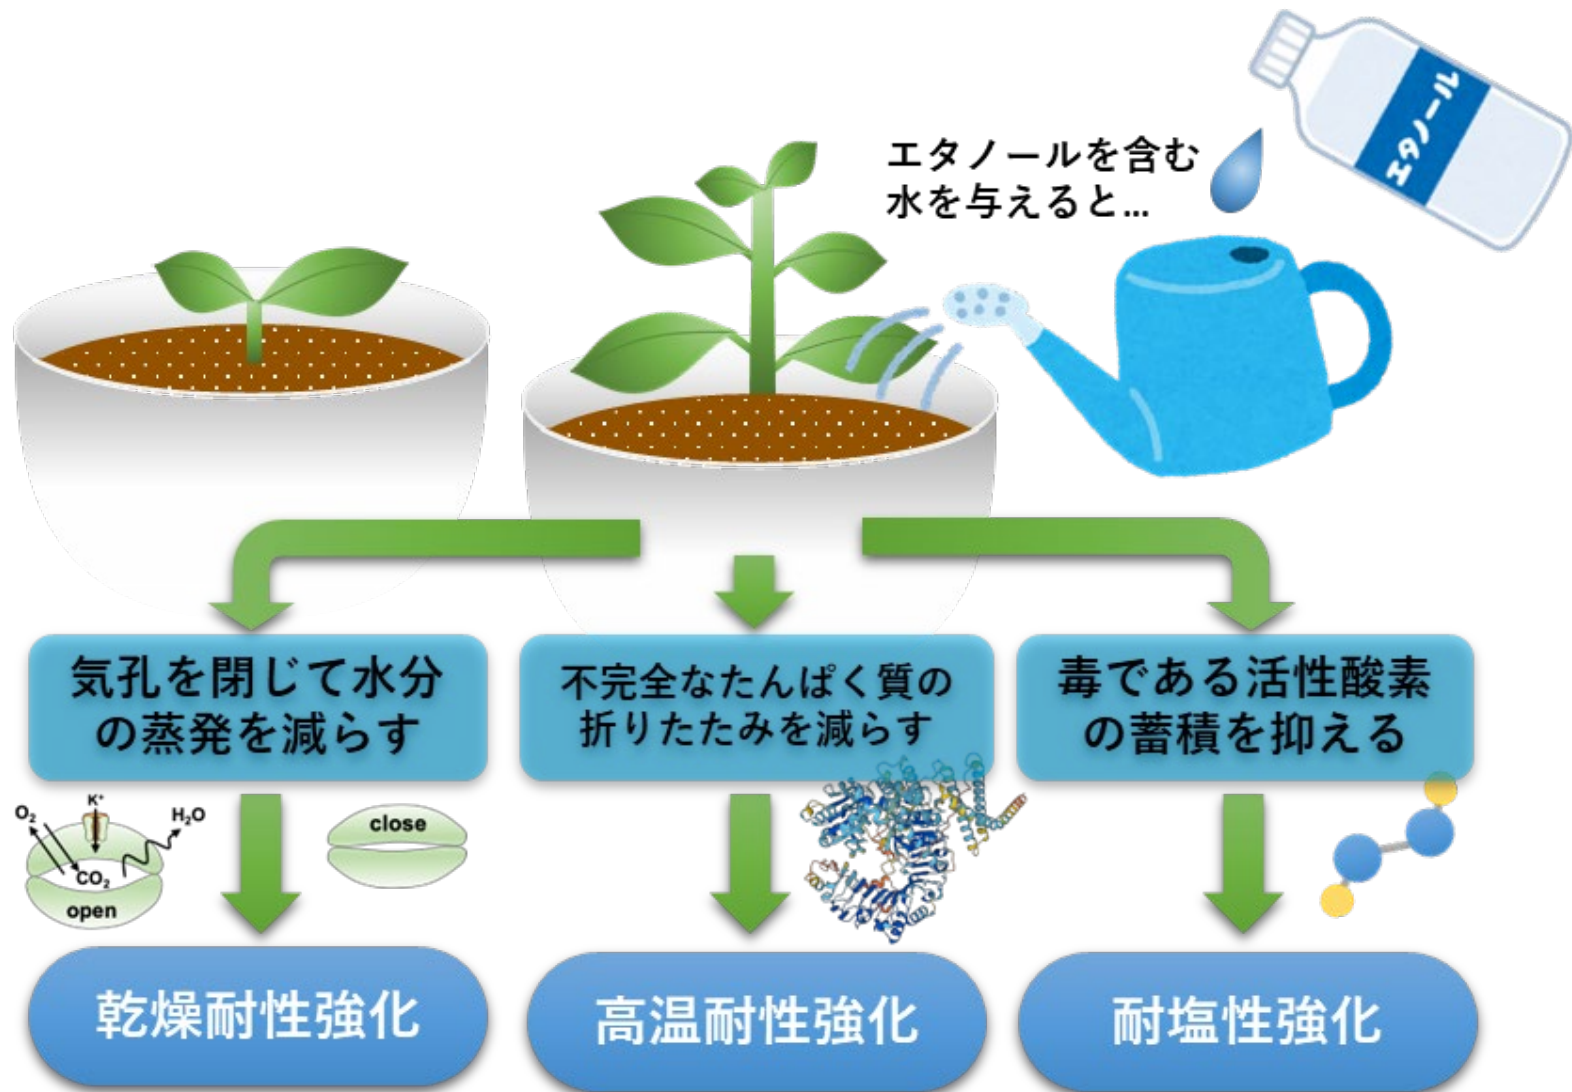 エタノール
エタノールを含む
水を与えると...
気孔を閉じて水分
の蒸発を減らす
不完全なたんぱく質の
折りたたみを減らす
毒である活性酸素
の蓄積を抑える
O₂
K⁺
H₂O
CO₂
open
close
乾燥耐性強化
高温耐性強化
耐塩性強化